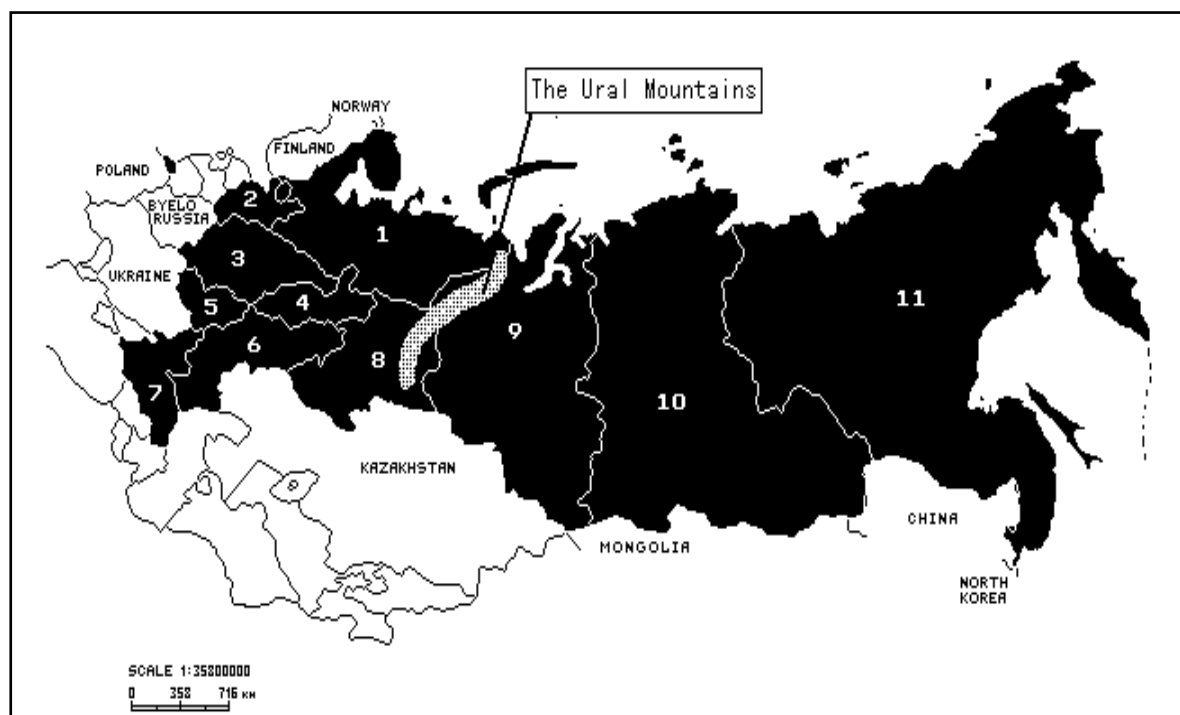 The Ural Mountains
NORWAY
FINLAND
POLAND
BYELO
RUSSIA
UKRAINE
1
2
3
4
5
6
7
8
9
10
11
KAZAKHSTAN
MONGOLIA
CHINA
NORTH
KOREA
SCALE 1:35800000
0 358 716 КМ